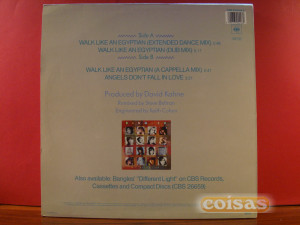 Side A
WALK LIKE AN EGYPTIAN (EXTENDED DANCE MIX)
WALK LIKE AN EGYPTIAN (DUB MIX)
Side B
WALK LIKE AN EGYPTIAN (A CAPPELLA MIX)
ANGELS DON'T FALL IN LOVE
Produced by David Kahne
Also available: Bangles "Different Light" on CBS Records,
Cassettes and Compact Discs (CBS 26659)
coisas